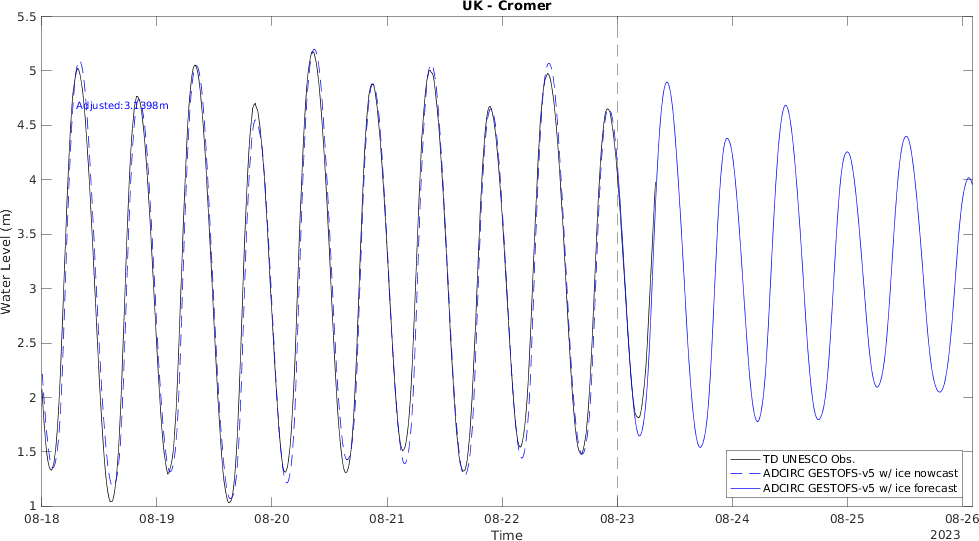 UK - Cromer
5.5
5
4.5
4
3.5
3
2.5
2
1.5
1
Water Level (m)
Adjusted:3.1398m
TD UNESCO Obs.
ADCIRC GESTOFS-v5 w/ ice nowcast
ADCIRC GESTOFS-v5 w/ ice forecast
08-18 08-19 08-20 08-21 08-22 08-23 08-24 08-25 08-26
Time
2023